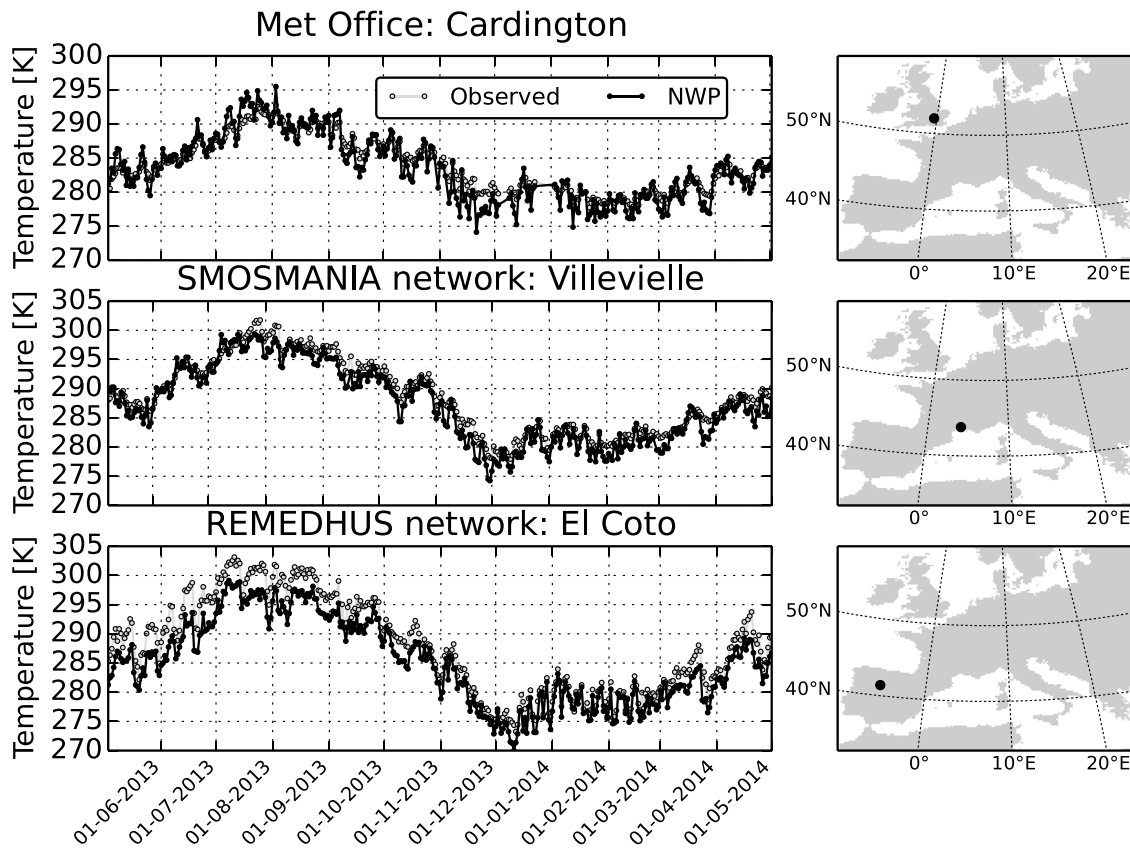 Met Office: Cardington
Temperature [K]
300
295
290
285
280
275
270
Observed NWP
50°N
40°N
0° 10°E 20°E
SMOSMANIA network: Villevielle
Temperature [K]
305
300
295
290
285
280
275
270
50°N
40°N
0° 10°E 20°E
REMEDHUS network: El Coto
Temperature [K]
305
300
295
290
285
280
275
270
50°N
40°N
0° 10°E 20°E
01-06-2013
01-07-2013
01-08-2013
01-09-2013
01-10-2013
01-11-2013
01-12-2013
01-01-2014
01-02-2014
01-03-2014
01-04-2014
01-05-2014